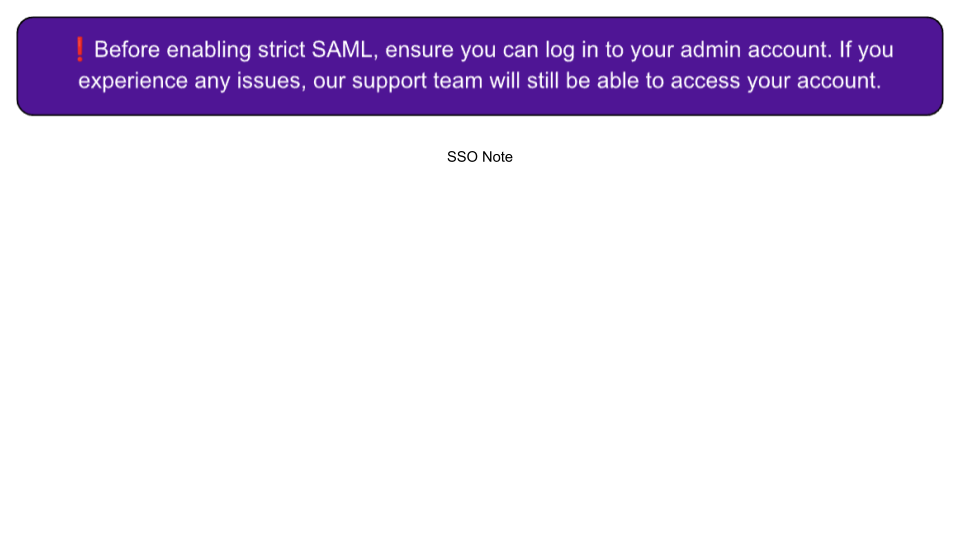 ❗Before enabling strict SAML, ensure you can log in to your admin account. If you
experience any issues, our support team will still be able to access your account.
SSO Note